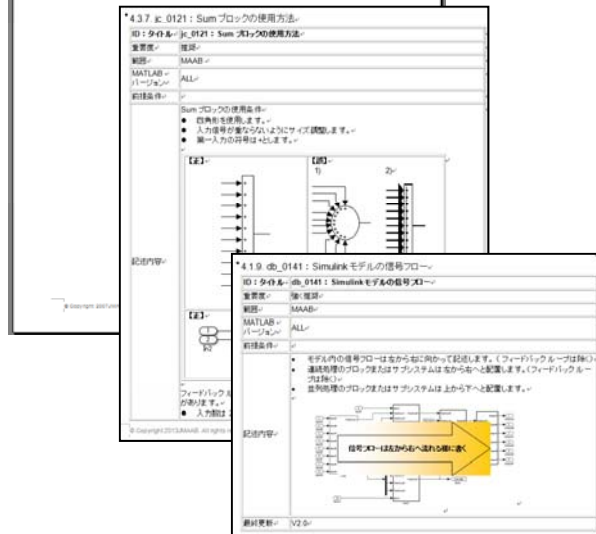 4.3.7. jc_0121：Sum ブロックの使用方法
ID：タイトル jc_0121：Sum ブロックの使用方法
重要度 推奨
範囲 MAAB
MATLAB バージョン ALL
前提条件
Sum ブロックの使用条件
● 四角形を使用します。
● 入力信号が重ならないようにサイズ調整します。
● 第一入力の符号は+とします。
【正】 【誤】
1) 2)
記述内容
【正】
フィードバックル
があります。
● 入力数は
4.1.9. db_0141：Simulink モデルの信号フロー
ID：タイトル db_0141：Simulink モデルの信号フロー
重要度 強く推奨
範囲 MAAB
MATLAB バージョン ALL
前提条件
● モデル内の信号フローは左から右に向かって記述します。（フィードバックループは除く）
● 連続処理のブロックまたはサブシステムは左から右へと配置します。（フィードバックルー
プは除く）
● 並列処理のブロックまたはサブシステムは上から下へと配置します。
記述内容
信号フローは左から右へ流れる様に書く
最終更新 V2.0